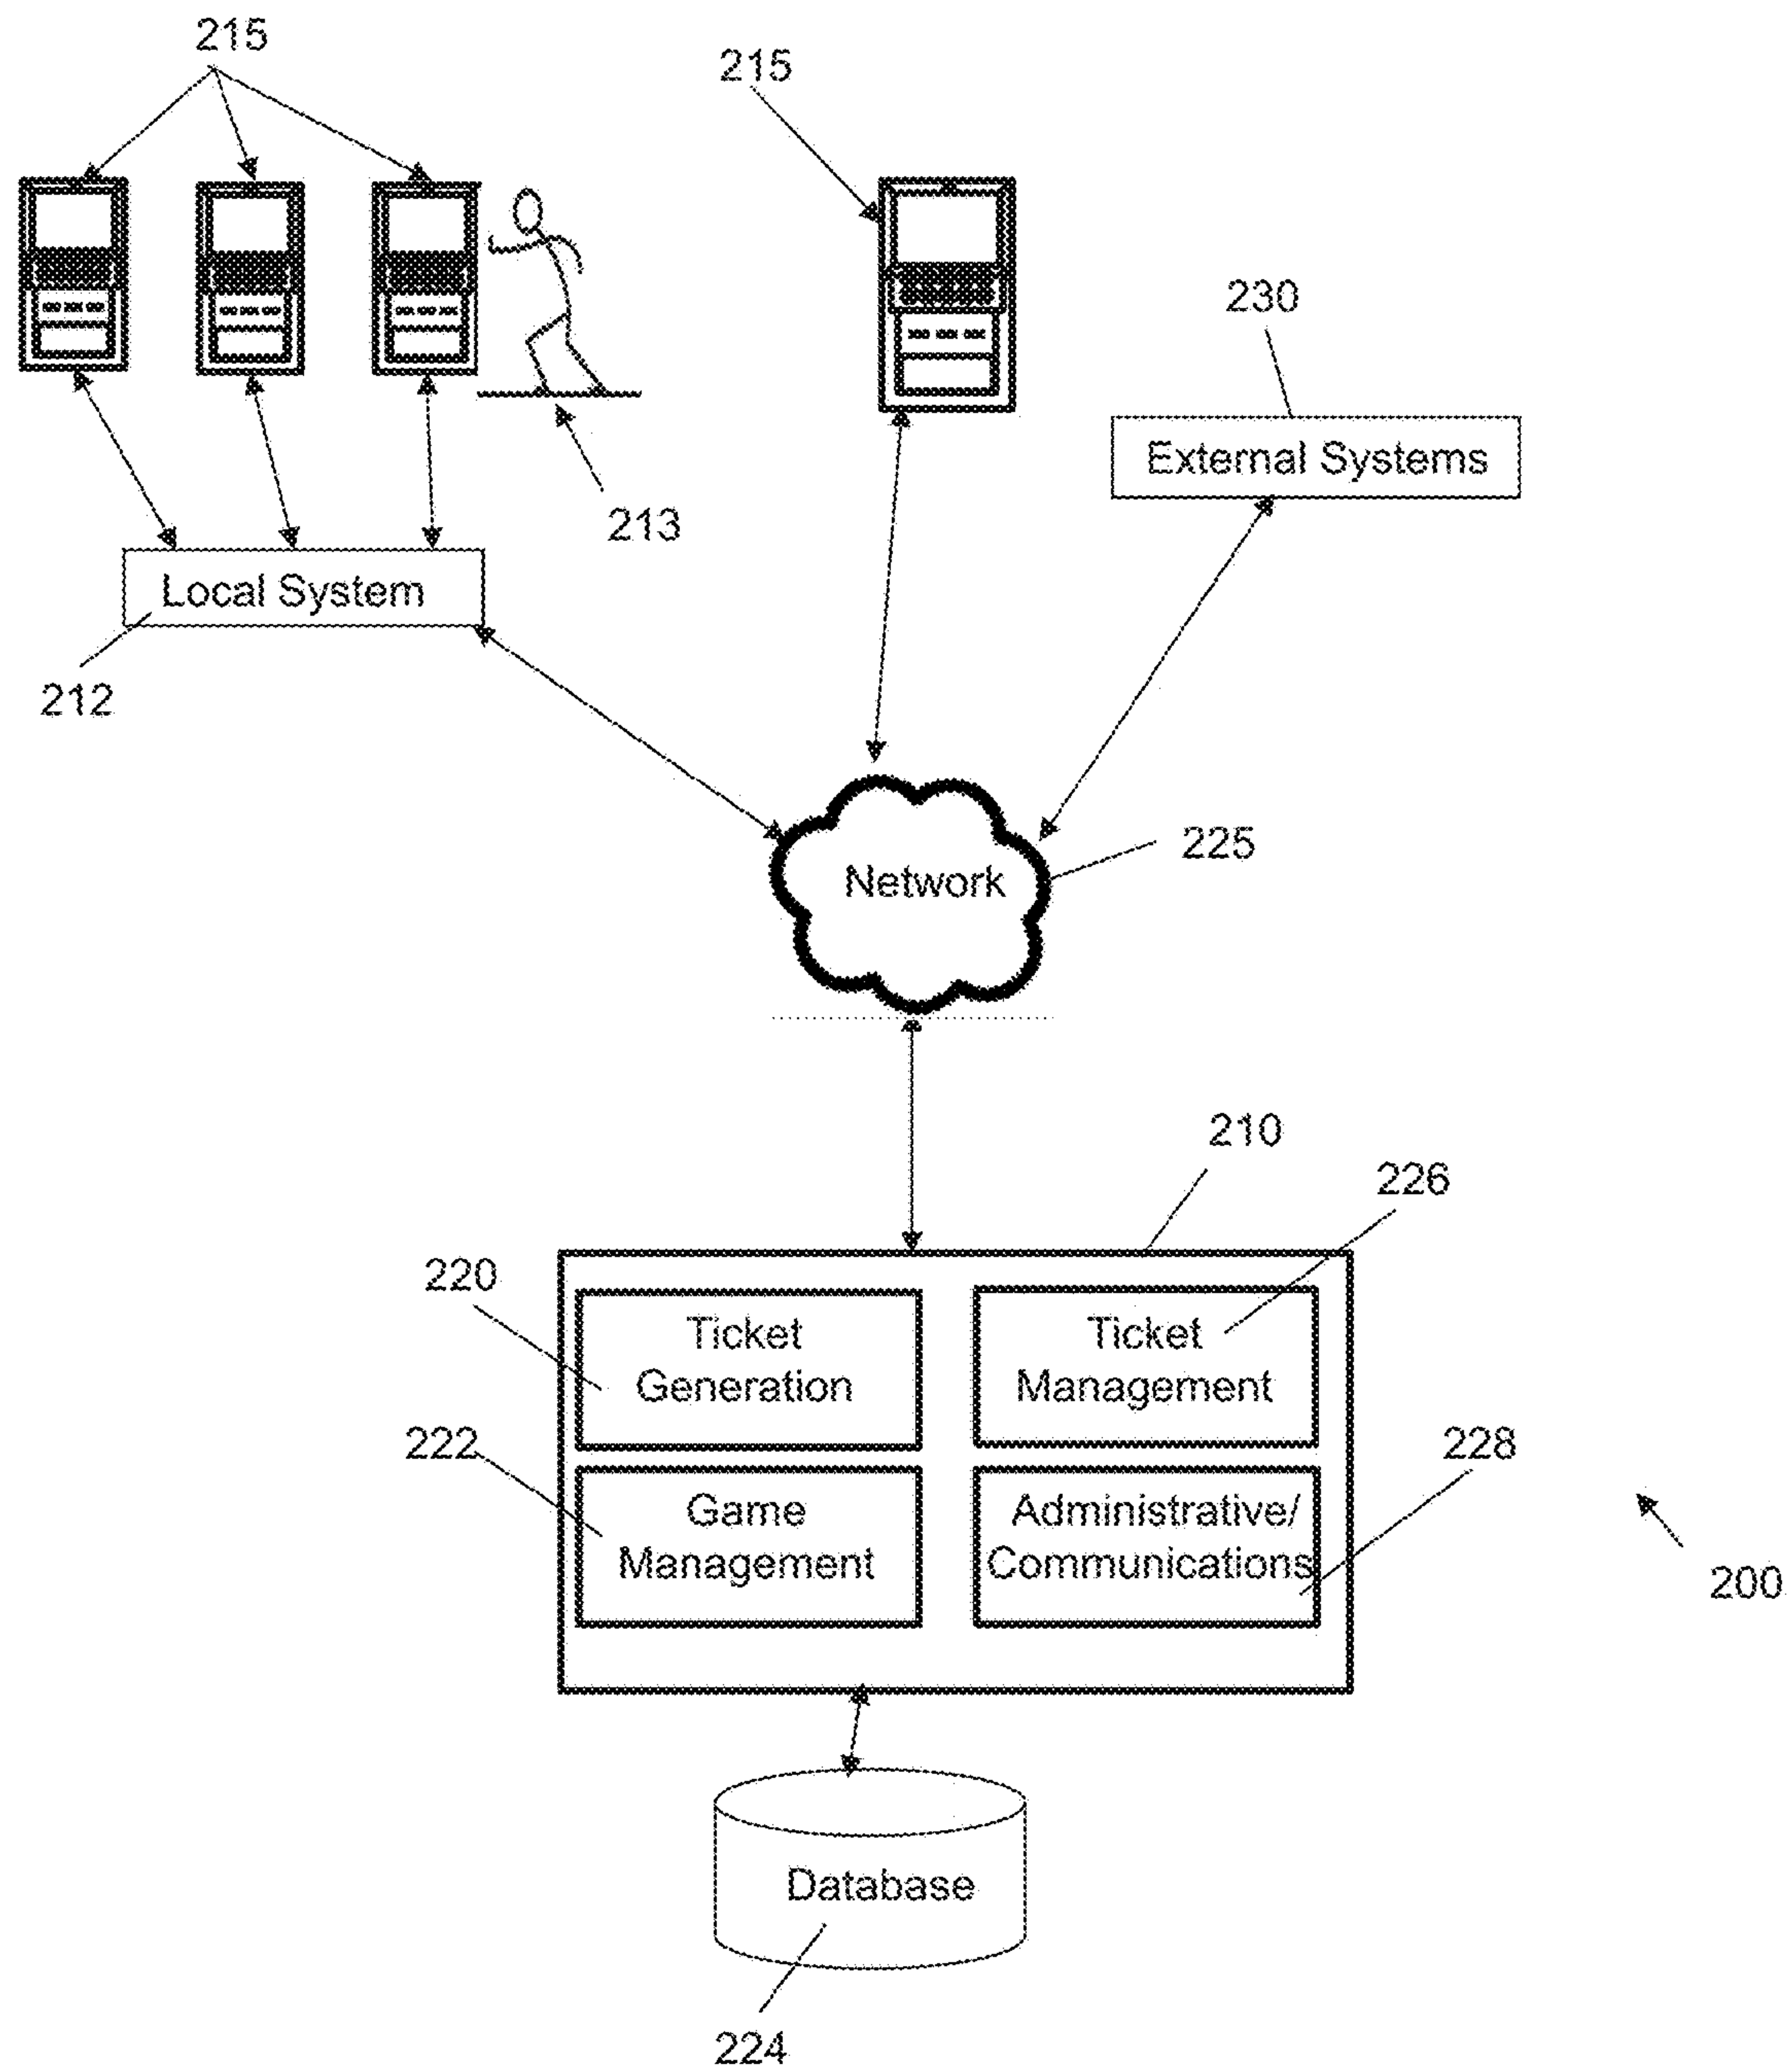 215
215
230
External Systems
213
Local System
212
225
Network
210
226
220
Ticket
Generation
Ticket
Management
222
228
Game
Management
Administrative/
Communications
200
Database
224